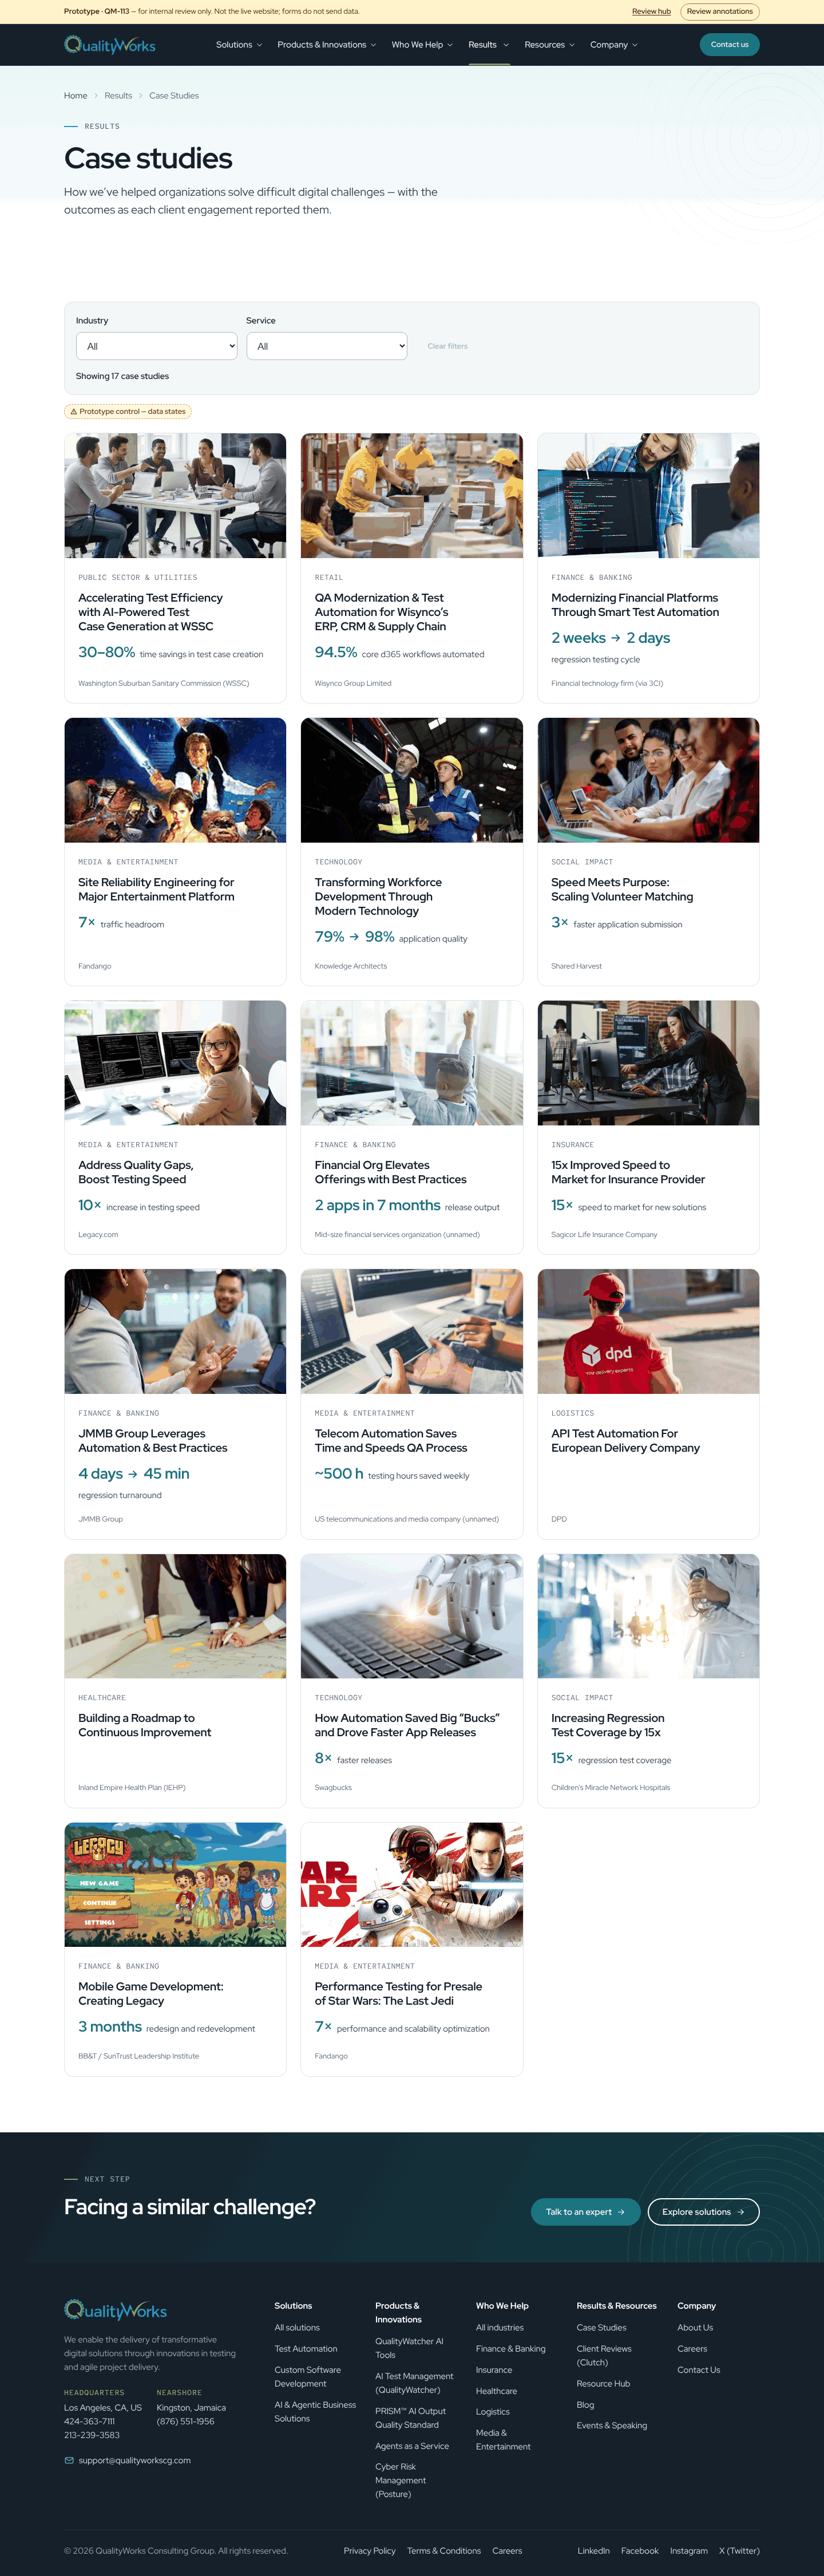 Prototype · QM-113 — for internal review only. Not the live website; forms do not send data.
Review hub
Review annotations
QualityWorks
Solutions
Products & Innovations
Who We Help
Results
Resources
Company
Contact us
Home > Results > Case Studies
RESULTS
Case studies
How we've helped organizations solve difficult digital challenges — with the
outcomes as each client engagement reported them.
Industry
Service
All
All
Clear filters
Showing 17 case studies
Prototype control — data states
PUBLIC SECTOR & UTILITIES
Accelerating Test Efficiency
with AI-Powered Test
Case Generation at WSSC
30–80% time savings in test case creation
Washington Suburban Sanitary Commission (WSSC)
RETAIL
QA Modernization & Test
Automation for Wisynco's
ERP, CRM & Supply Chain
94.5% core d365 workflows automated
Wisynco Group Limited
FINANCE & BANKING
Modernizing Financial Platforms
Through Smart Test Automation
2 weeks → 2 days
regression testing cycle
Financial technology firm (via 3CI)
MEDIA & ENTERTAINMENT
Site Reliability Engineering for
Major Entertainment Platform
7× traffic headroom
Fandango
TECHNOLOGY
Transforming Workforce
Development Through
Modern Technology
79% → 98% application quality
Knowledge Architects
SOCIAL IMPACT
Speed Meets Purpose:
Scaling Volunteer Matching
3× faster application submission
Shared Harvest
MEDIA & ENTERTAINMENT
Address Quality Gaps,
Boost Testing Speed
10× increase in testing speed
Legacy.com
FINANCE & BANKING
Financial Org Elevates
Offerings with Best Practices
2 apps in 7 months release output
Mid-size financial services organization (unnamed)
INSURANCE
15x Improved Speed to
Market for Insurance Provider
15× speed to market for new solutions
Sagicor Life Insurance Company
FINANCE & BANKING
JMMB Group Leverages
Automation & Best Practices
4 days → 45 min
regression turnaround
JMMB Group
MEDIA & ENTERTAINMENT
Telecom Automation Saves
Time and Speeds QA Process
~500 h testing hours saved weekly
US telecommunications and media company (unnamed)
dpd
Your delivery experts
LOGISTICS
API Test Automation For
European Delivery Company
DPD
HEALTHCARE
Building a Roadmap to
Continuous Improvement
Inland Empire Health Plan (IEHP)
TECHNOLOGY
How Automation Saved Big "Bucks"
and Drove Faster App Releases
8× faster releases
Swagbucks
SOCIAL IMPACT
Increasing Regression
Test Coverage by 15x
15× regression test coverage
Children's Miracle Network Hospitals
LEGACY
NEW GAME
CONTINUE
SETTINGS
FINANCE & BANKING
Mobile Game Development:
Creating Legacy
3 months redesign and redevelopment
BB&T / SunTrust Leadership Institute
AR
RS
MEDIA & ENTERTAINMENT
Performance Testing for Presale
of Star Wars: The Last Jedi
7× performance and scalability optimization
Fandango
NEXT STEP
Facing a similar challenge?
Talk to an expert →
Explore solutions →
QualityWorks
We enable the delivery of transformative
digital solutions through innovations in testing
and agile project delivery.
HEADQUARTERS
Los Angeles, CA, US
424-363-7111
213-239-3583
NEARSHORE
Kingston, Jamaica
(876) 551-1956
support@qualityworkscg.com
Solutions
All solutions
Test Automation
Custom Software
Development
AI & Agentic Business
Solutions
Products &
Innovations
QualityWatcher AI
Tools
AI Test Management
(QualityWatcher)
PRISM™ AI Output
Quality Standard
Agents as a Service
Cyber Risk
Management
(Posture)
Who We Help
All industries
Finance & Banking
Insurance
Healthcare
Logistics
Media &
Entertainment
Results & Resources
Case Studies
Client Reviews
(Clutch)
Resource Hub
Blog
Events & Speaking
Company
About Us
Careers
Contact Us
© 2026 QualityWorks Consulting Group. All rights reserved.
Privacy Policy
Terms & Conditions
Careers
LinkedIn
Facebook
Instagram
X (Twitter)